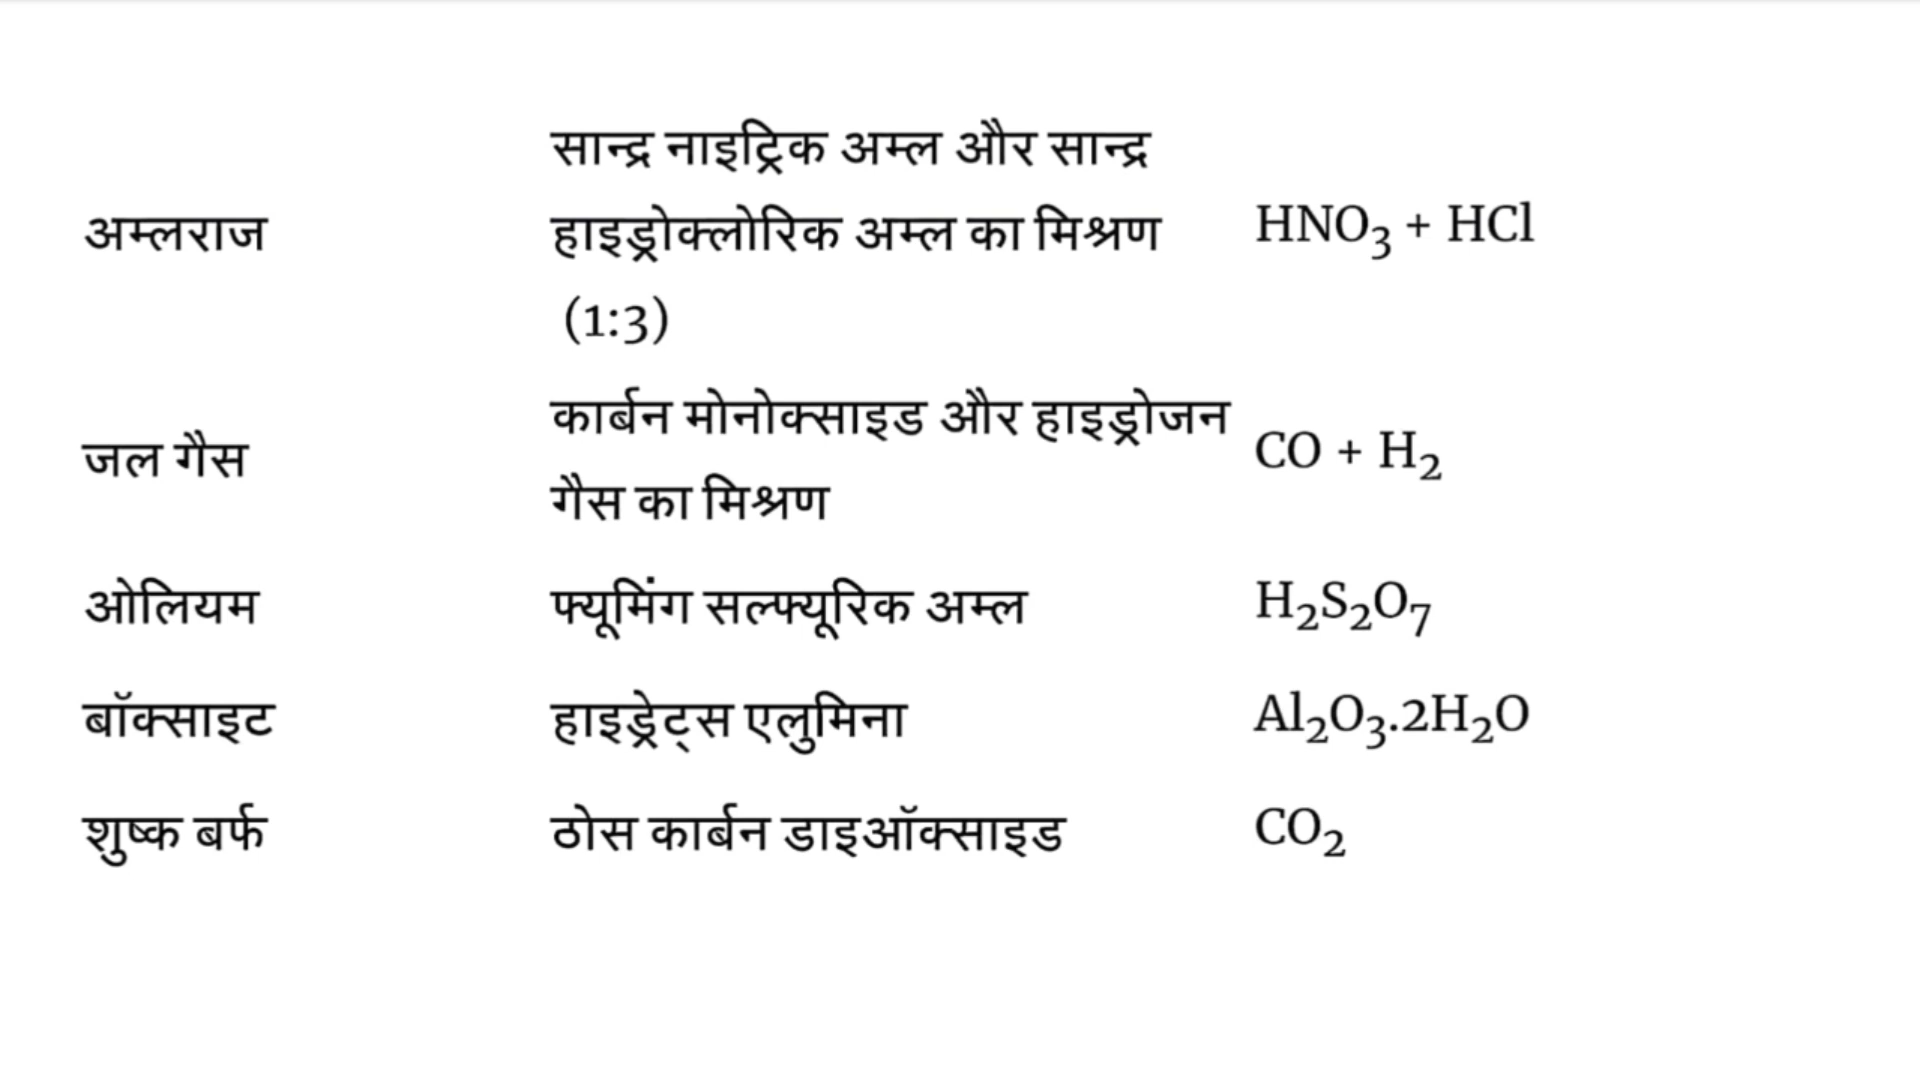 सान्द्र नाइट्रिक अम्ल और सान्द्र
अम्लराज हाइड्रोक्लोरिक अम्ल का मिश्रण HNO₃ + HCl
(1:3)
कार्बन मोनोक्साइड और हाइड्रोजन
जल गैस CO + H₂
गैस का मिश्रण
ओलियम फ्यूमिंग सल्फ्यूरिक अम्ल H₂S₂O₇
बॉक्साइट हाइड्रेट्स एलुमिना Al₂O₃.2H₂O
शुष्क बर्फ ठोस कार्बन डाइऑक्साइड CO₂